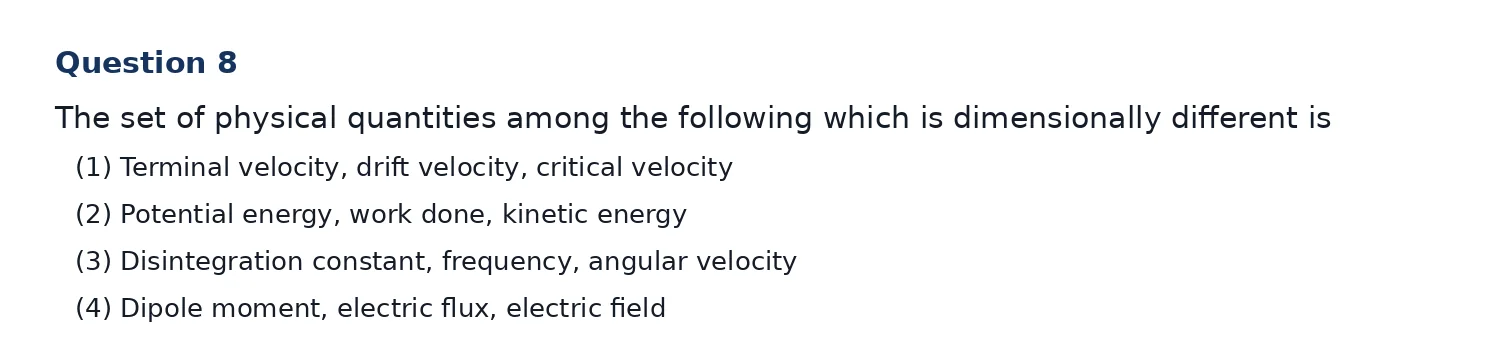 Question 8
The set of physical quantities among the following which is dimensionally different is
(1) Terminal velocity, drift velocity, critical velocity
(2) Potential energy, work done, kinetic energy
(3) Disintegration constant, frequency, angular velocity
(4) Dipole moment, electric flux, electric field